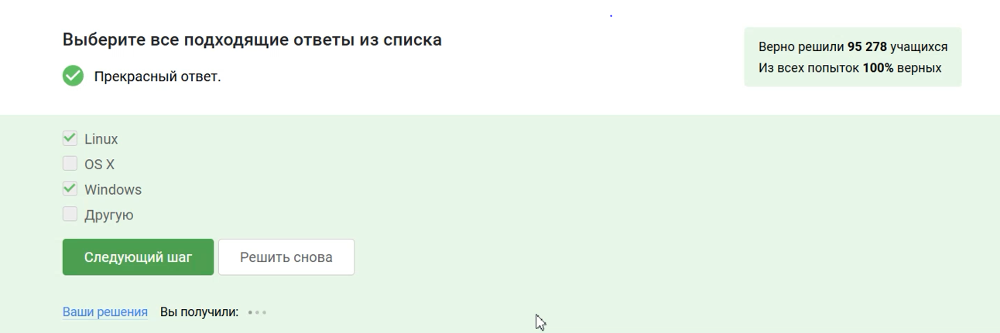 Выберите все подходящие ответы из списка
Верно решили 95 278 учащихся
Из всех попыток 100% верных
Прекрасный ответ.
Linux
OS X
Windows
Другую
Следующий шаг
Решить снова
Ваши решения Вы получили: